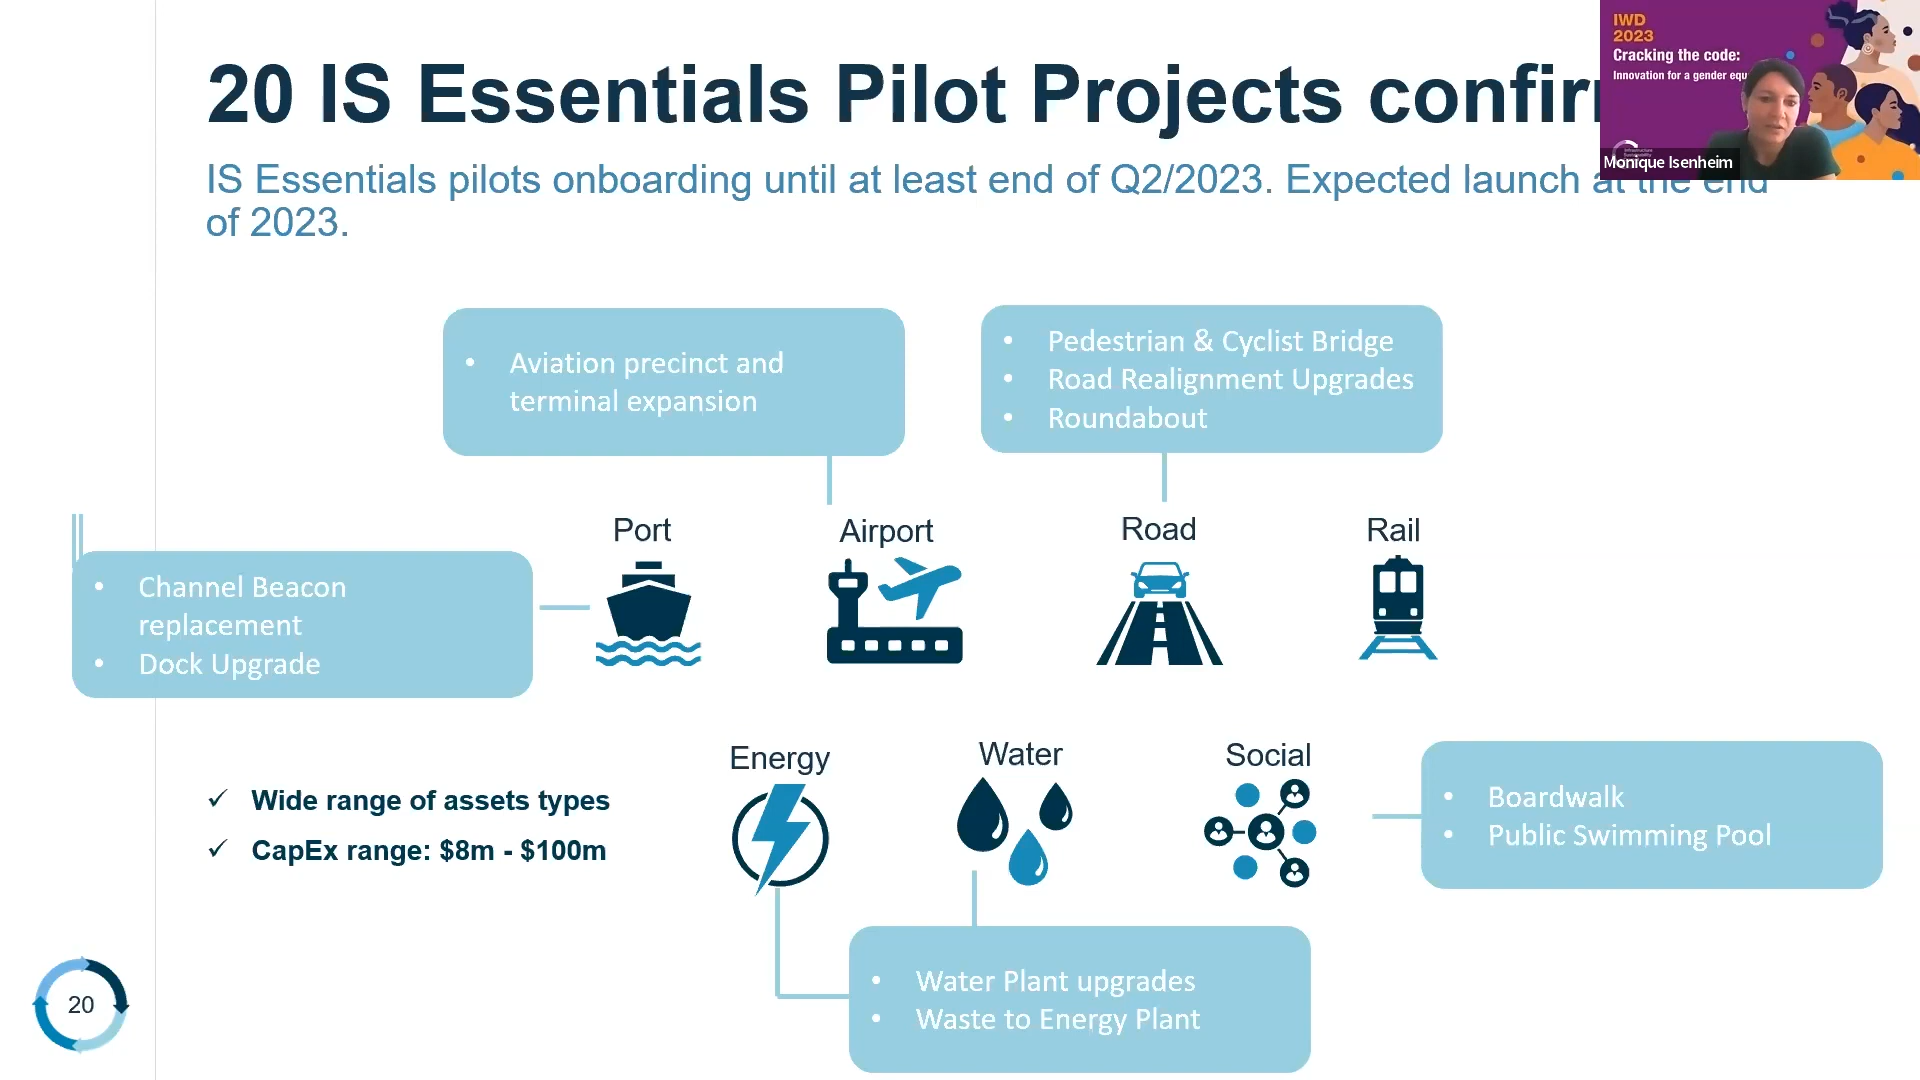 20 IS Essentials Pilot Projects confir
IS Essentials pilots onboarding until at least end of Q2/2023. Expected launch at the end
of 2023.
IWD
2023
Cracking the code:
Innovation for a gender equ
Monique Isenheim
• Aviation precinct and
terminal expansion
• Pedestrian & Cyclist Bridge
• Road Realignment Upgrades
• Roundabout
Port
Airport
Road
Rail
• Channel Beacon
replacement
• Dock Upgrade
Energy
Water
Social
✓ Wide range of assets types
✓ CapEx range: $8m - $100m
• Boardwalk
• Public Swimming Pool
• Water Plant upgrades
• Waste to Energy Plant
20